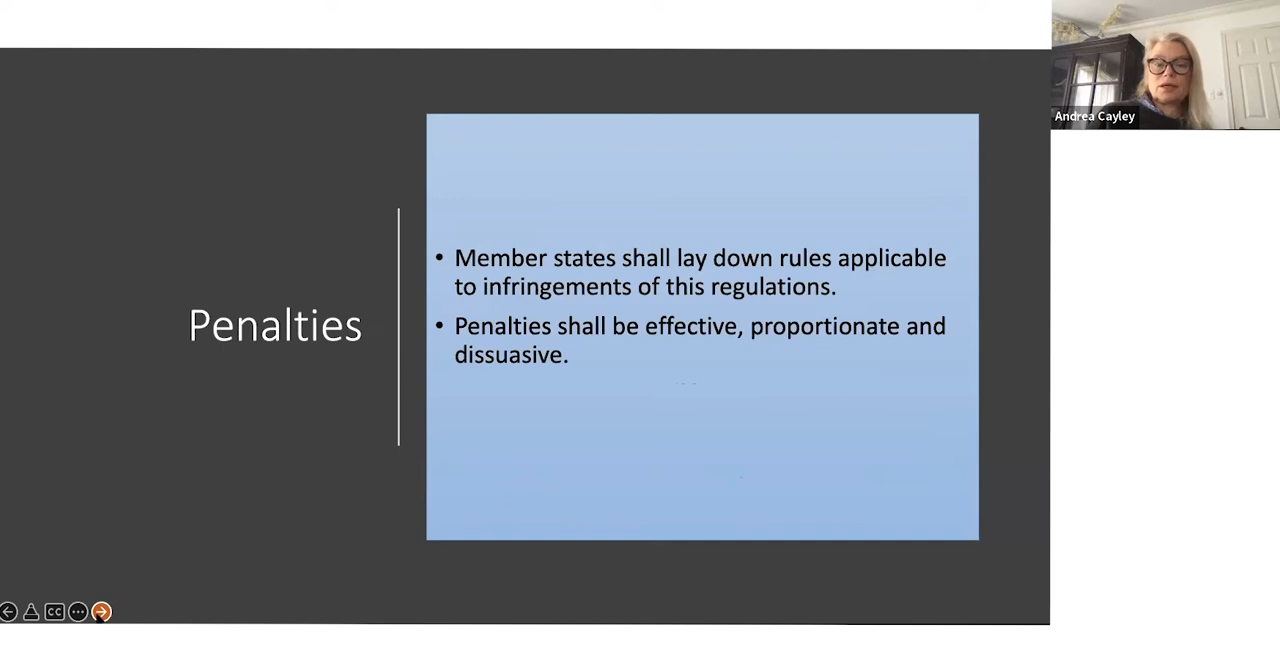 Andrea Cayley
Penalties
• Member states shall lay down rules applicable
to infringements of this regulations.
• Penalties shall be effective, proportionate and
dissuasive.
CC